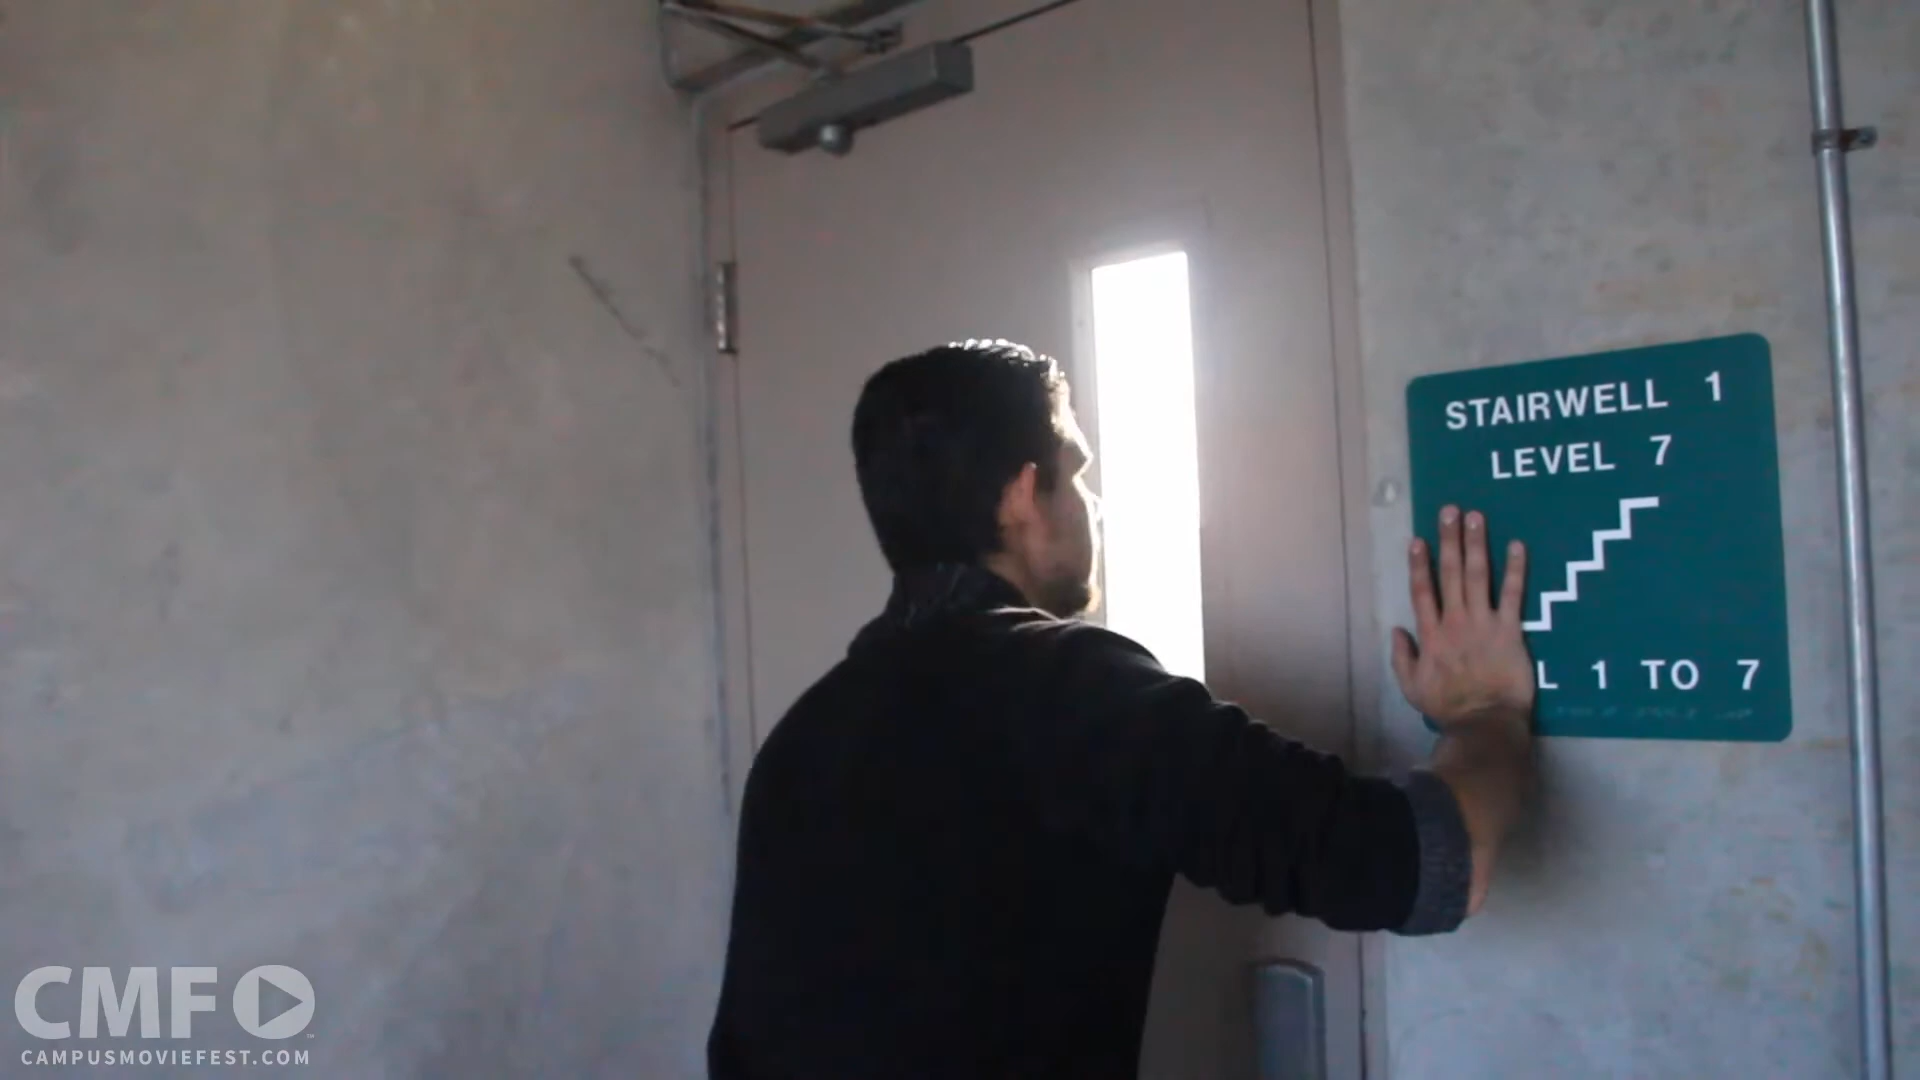 STAIRWELL 1
LEVEL 7
L 1 TO 7
CMF
CAMPUSMOVIEFEST.COM